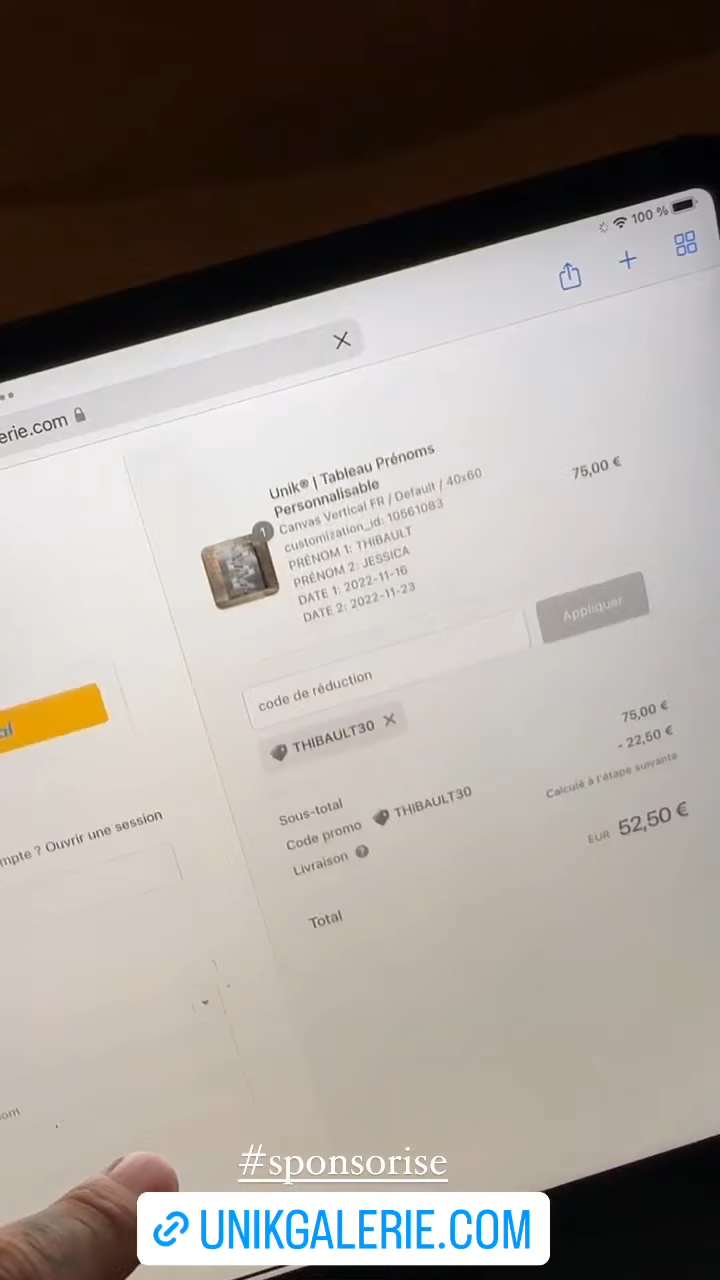 100 %
erie.com
Unik® | Tableau Prénoms
Personnalisable
Canvas Vertical FR / Default / 40x60
customization_id: 10561083
PRÉNOM 1: THIBAULT
PRÉNOM 2: JESSICA
DATE 1: 2022-11-16
DATE 2: 2022-11-23
1
75,00 €
code de réduction
Appliquer
THIBAULT30
al
Sous-total
75,00 €
Code promo THIBAULT30
- 22,50 €
Livraison ?
Calculé à l'étape suivante
Total
EUR 52,50 €
mpte ? Ouvrir une session
#sponsorise
UNIKGALERIE.COM